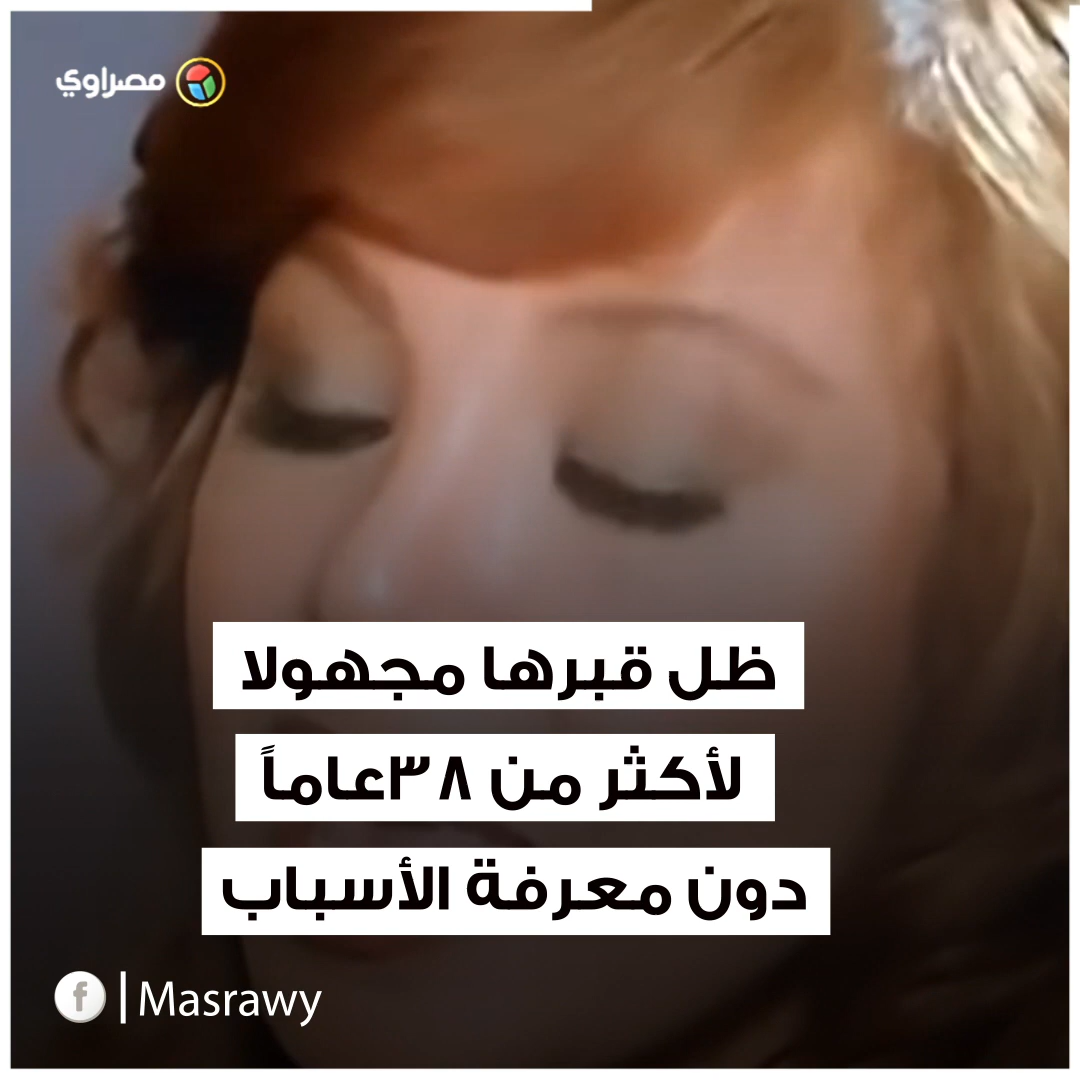 مصراوي
ظل قبرها مجهولا
لأكثر من ٣٨عاماً
دون معرفة الأسباب
f | Masrawy